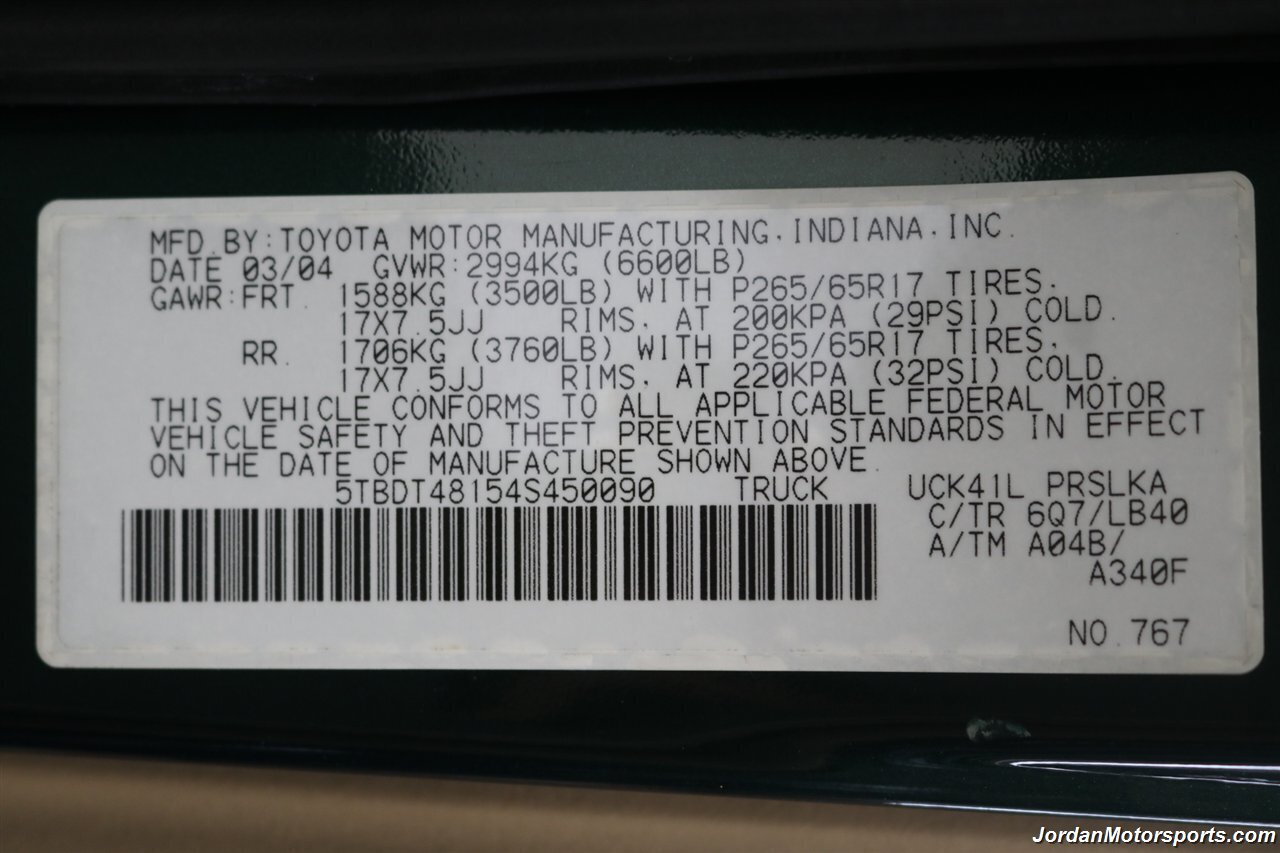 MFD.BY:TOYOTA MOTOR MANUFACTURING,INDIANA,INC.
DATE 03/04 GVWR:2994KG (6600LB)
GAWR:FRT. 1588KG (3500LB) WITH P265/65R17 TIRES,
17X7.5JJ RIMS, AT 200KPA (29PSI) COLD.
RR. 1706KG (3760LB) WITH P265/65R17 TIRES,
17X7.5JJ RIMS, AT 220KPA (32PSI) COLD.
THIS VEHICLE CONFORMS TO ALL APPLICABLE FEDERAL MOTOR
VEHICLE SAFETY AND THEFT PREVENTION STANDARDS IN EFFECT
ON THE DATE OF MANUFACTURE SHOWN ABOVE.
5TBDT48154S450090 TRUCK UCK41L PRSLKA
C/TR 6Q7/LB40
A/TM A04B/
A340F
NO.767
JordanMotorsports.com